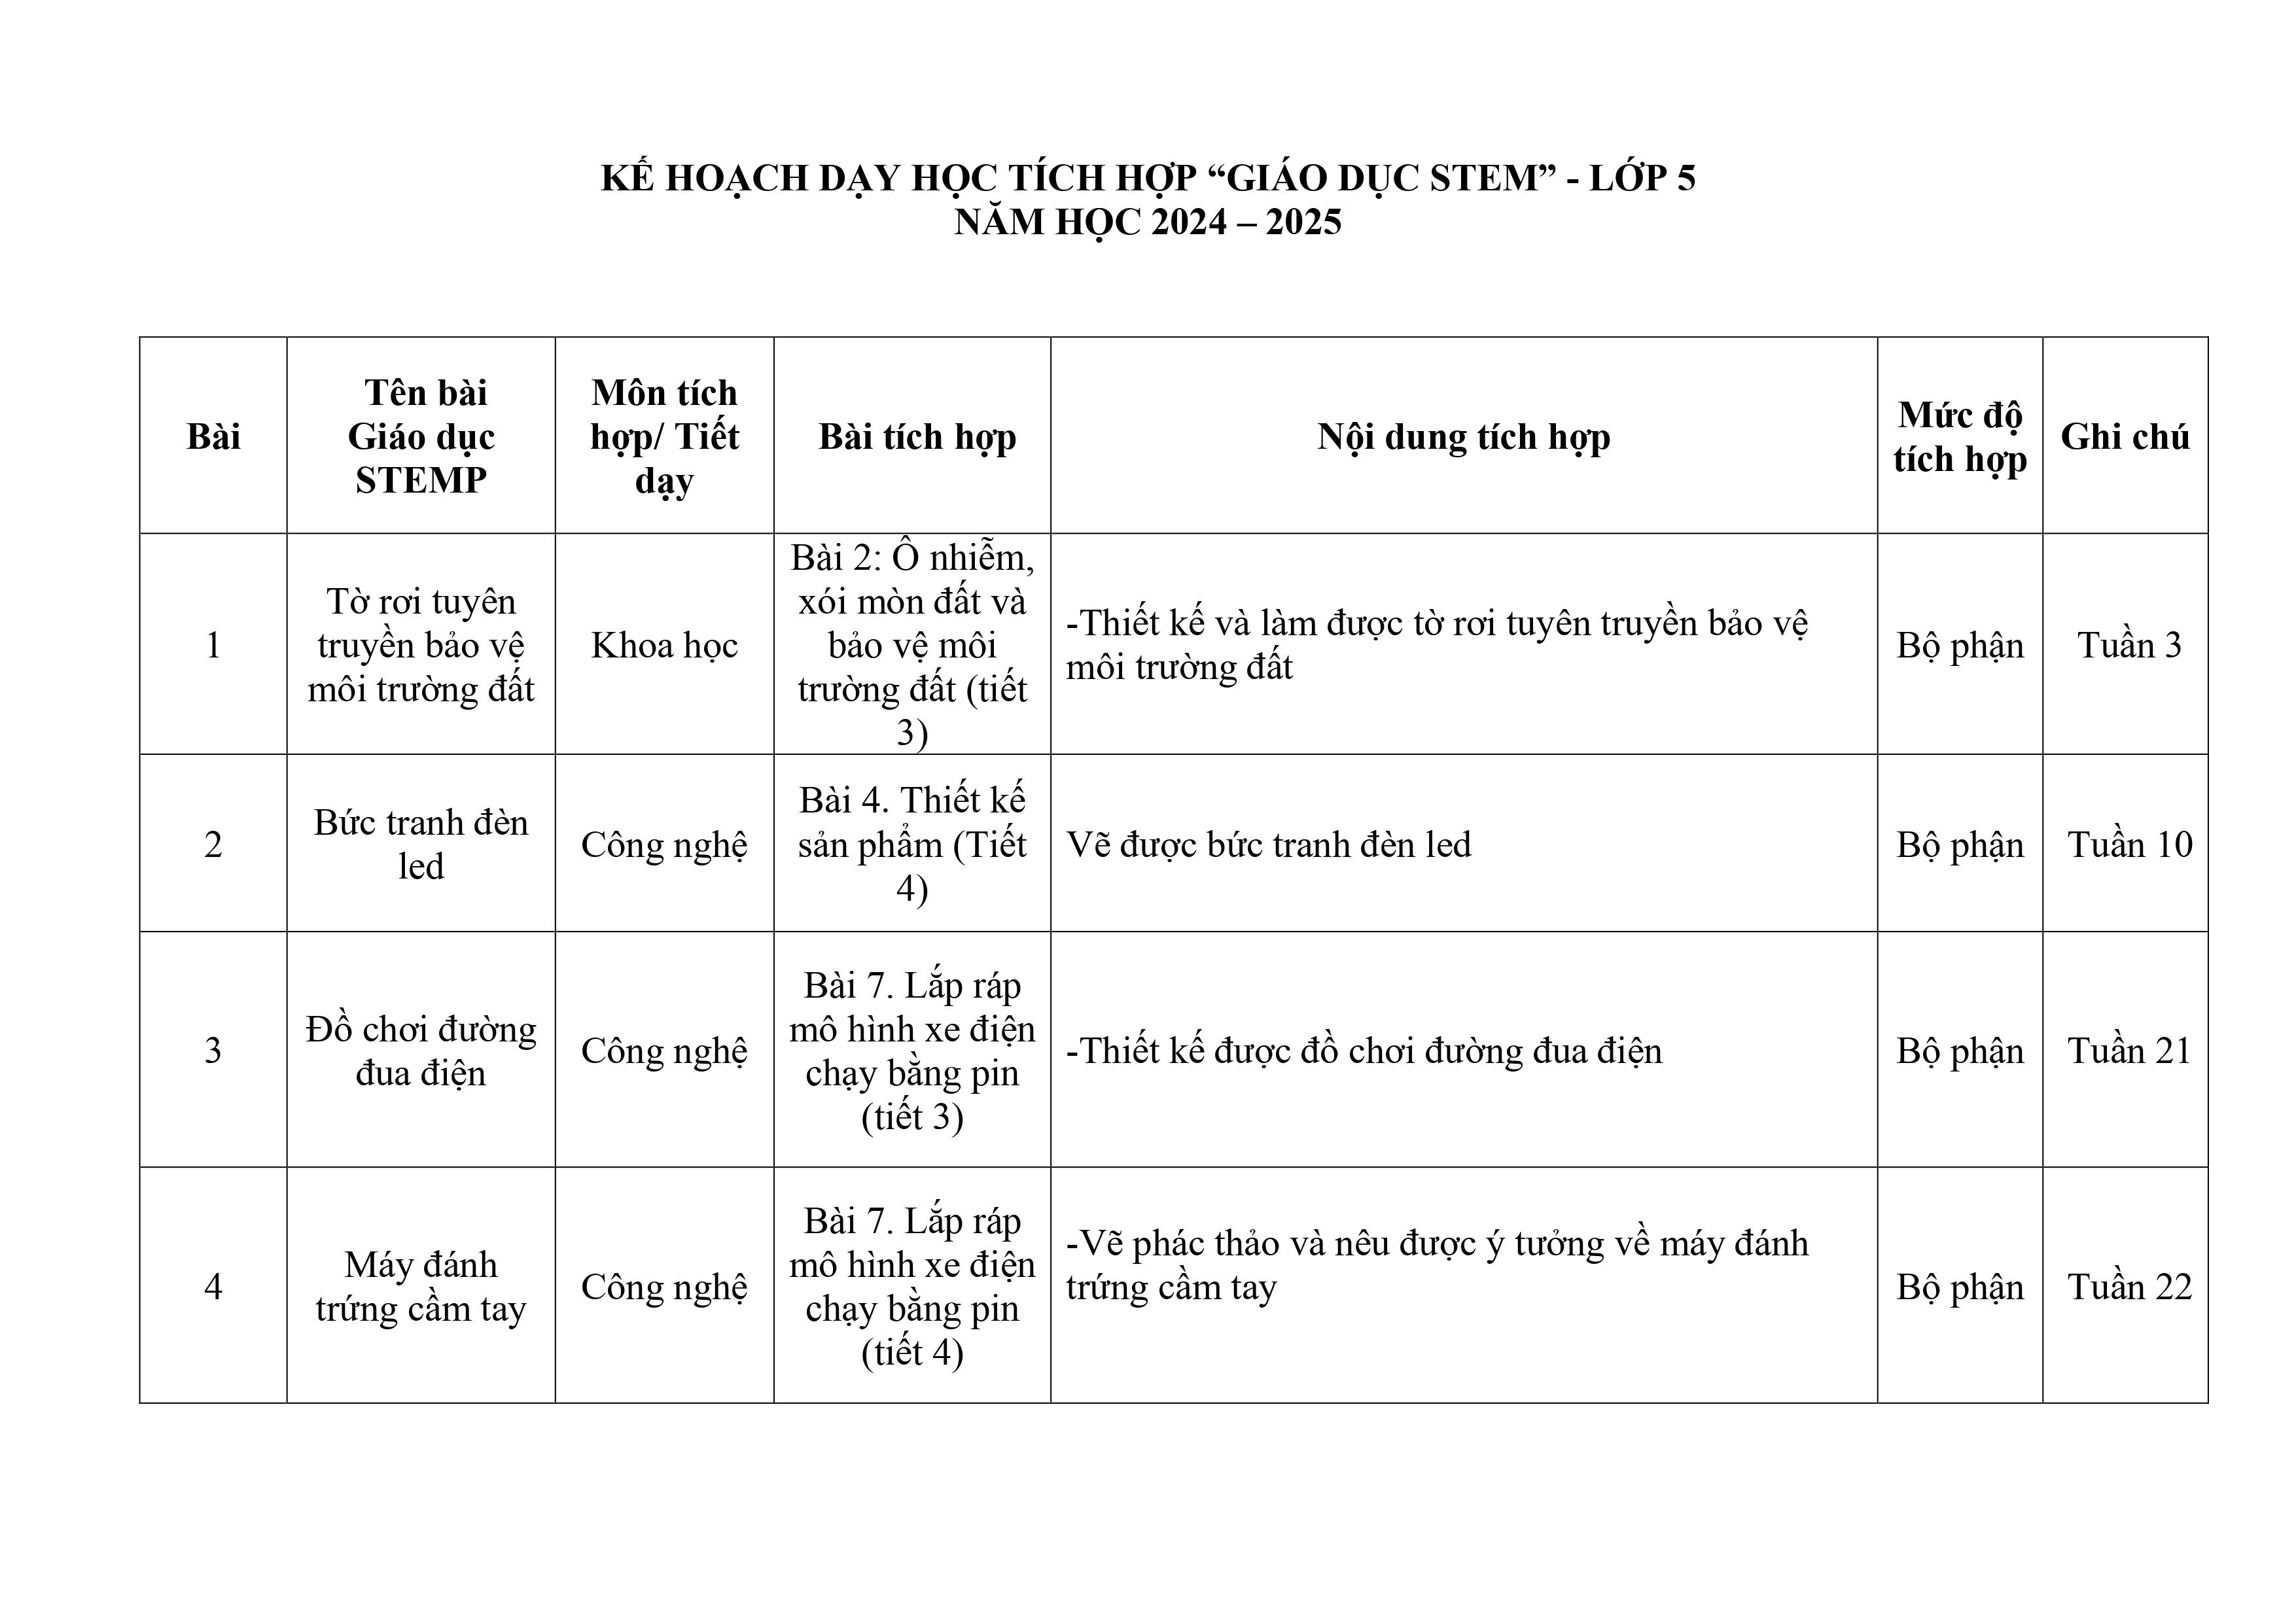 KẾ HOẠCH DẠY HỌC TÍCH HỢP “GIÁO DỤC STEM” - LỚP 5
NĂM HỌC 2024 – 2025
Bài
Tên bài
Giáo dục
STEMP
Môn tích
hợp/ Tiết
dạy
Bài tích hợp
Nội dung tích hợp
Mức độ
tích hợp
Ghi chú
1
Tờ rơi tuyên
truyền bảo vệ
môi trường đất
Khoa học
Bài 2: Ô nhiễm,
xói mòn đất và
bảo vệ môi
trường đất (tiết
3)
-Thiết kế và làm được tờ rơi tuyên truyền bảo vệ
môi trường đất
Bộ phận
Tuần 3
2
Bức tranh đèn
led
Công nghệ
Bài 4. Thiết kế
sản phẩm (Tiết
4)
Vẽ được bức tranh đèn led
Bộ phận
Tuần 10
3
Đồ chơi đường
đua điện
Công nghệ
Bài 7. Lắp ráp
mô hình xe điện
chạy bằng pin
(tiết 3)
-Thiết kế được đồ chơi đường đua điện
Bộ phận
Tuần 21
4
Máy đánh
trứng cầm tay
Công nghệ
Bài 7. Lắp ráp
mô hình xe điện
chạy bằng pin
(tiết 4)
-Vẽ phác thảo và nêu được ý tưởng về máy đánh
trứng cầm tay
Bộ phận
Tuần 22